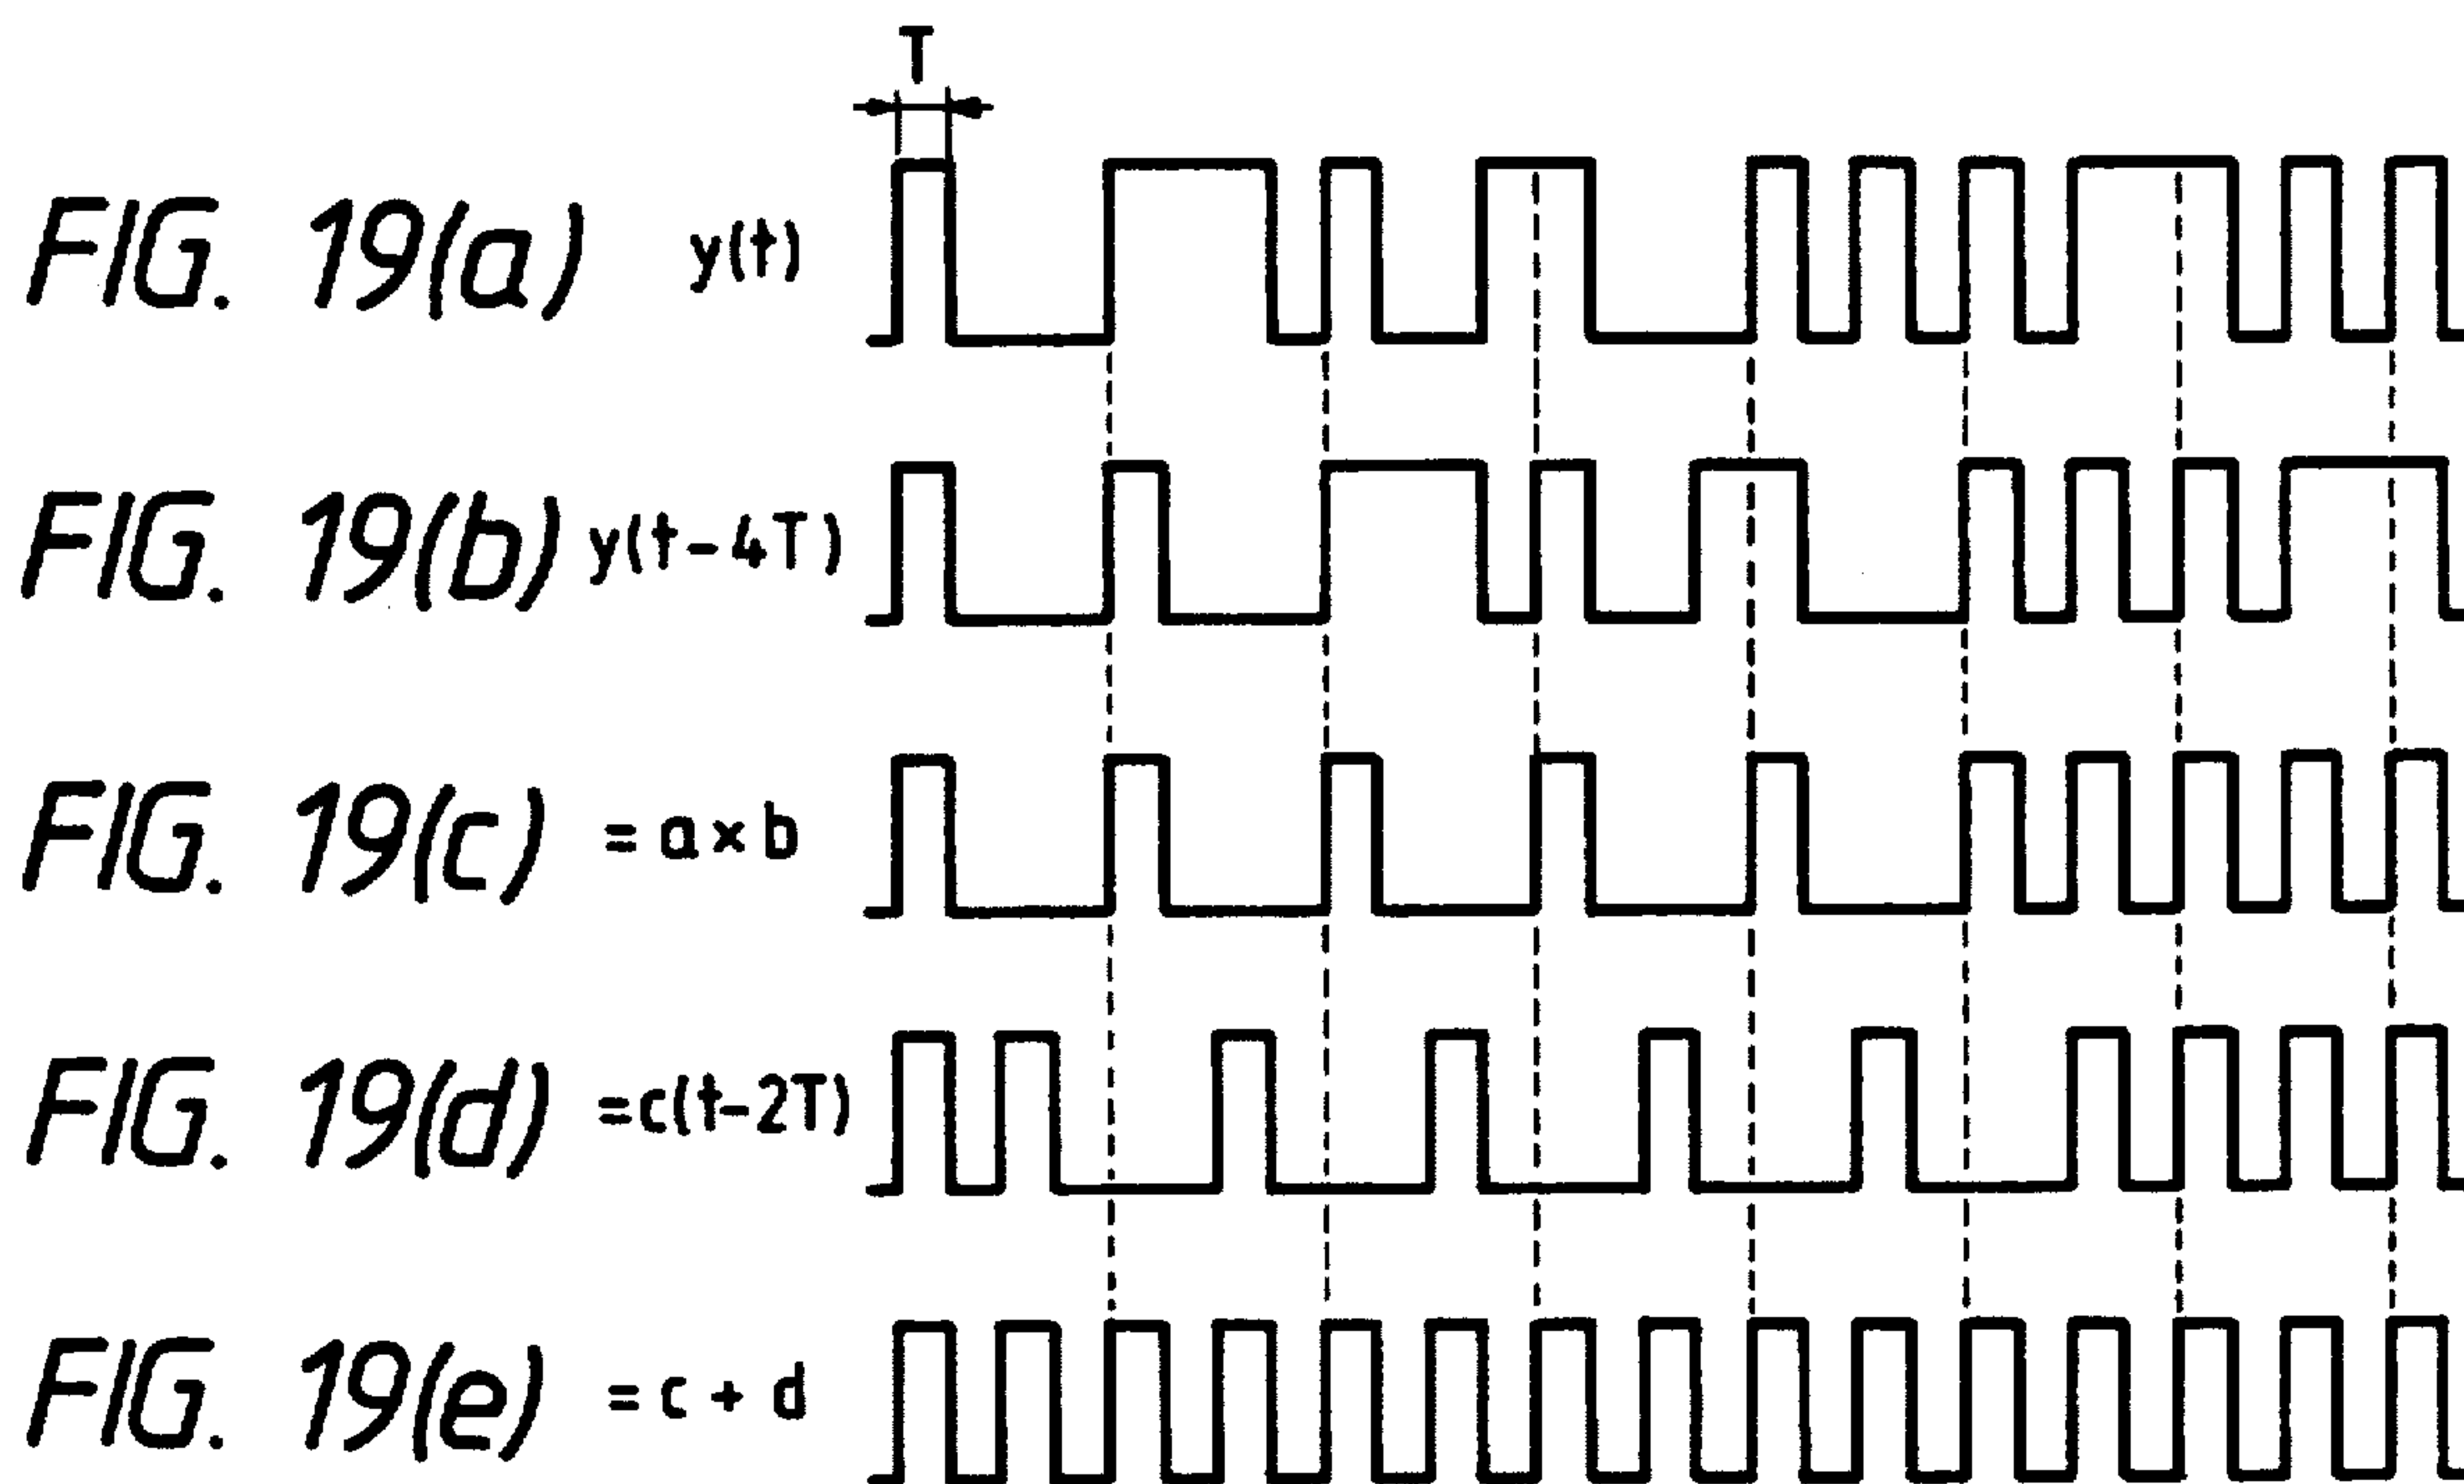 T
FIG. 19(a) y(t)
FIG. 19(b) y(t-4T)
FIG. 19(c) = a×b
FIG. 19(d) =c(t-2T)
FIG. 19(e) = c + d